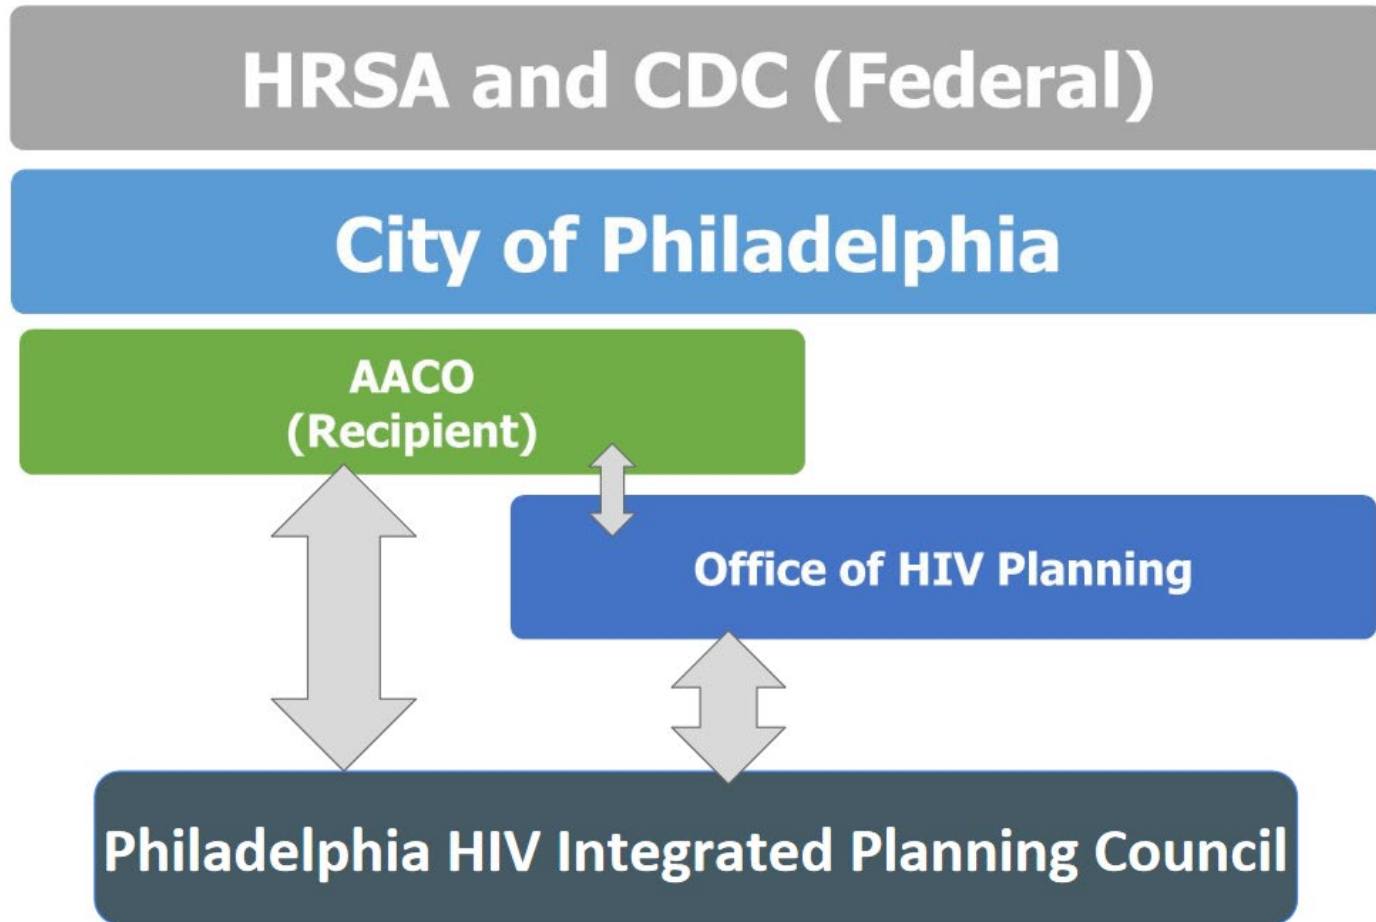 HRSA and CDC (Federal)
City of Philadelphia
AACO
(Recipient)
Office of HIV Planning
Philadelphia HIV Integrated Planning Council